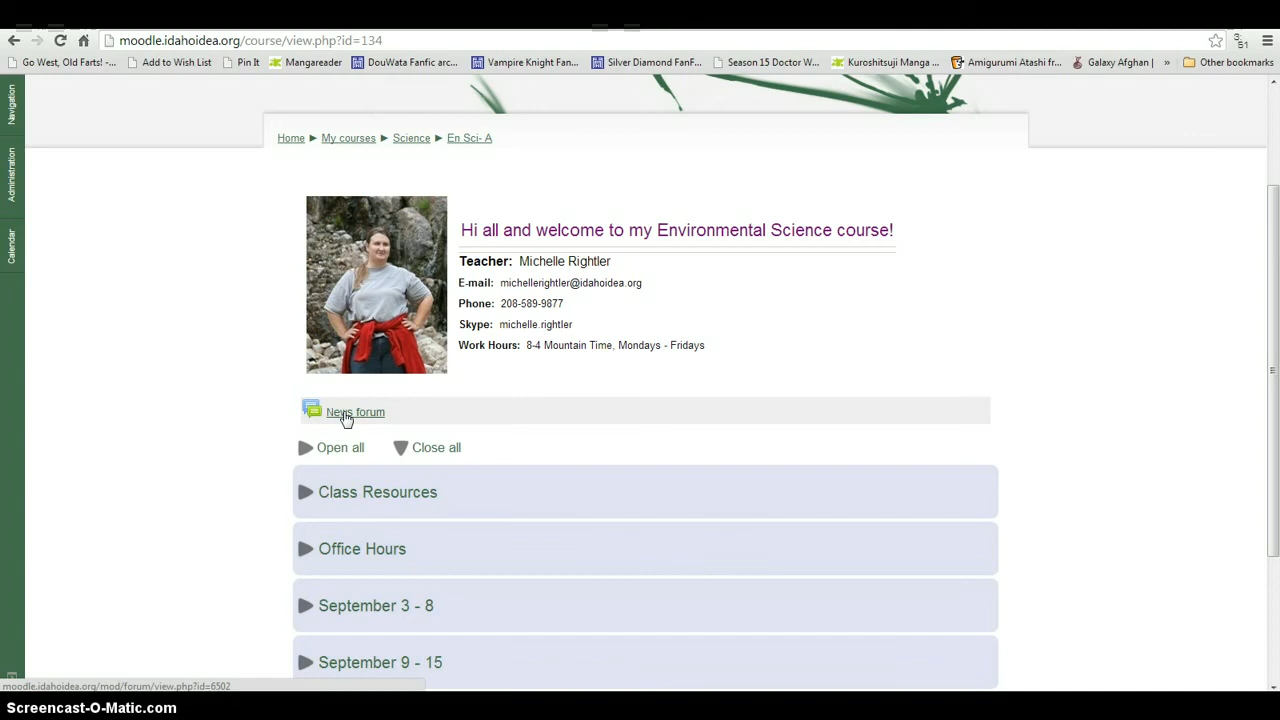 moodle.idahoidea.org/course/view.php?id=134
Go West, Old Farts! -... Add to Wish List Pin It Mangareader DouWata Fanfic arc... Vampire Knight Fan... Silver Diamond FanF... Season 15 Doctor W... Kuroshitsuji Manga ... Amigurumi Atashi fr... Galaxy Afghan | » Other bookmarks
Navigation
Administration
Calendar
Home ► My courses ► Science ► En Sci- A
Hi all and welcome to my Environmental Science course!
Teacher: Michelle Rightler
E-mail: michellerightler@idahoidea.org
Phone: 208-589-9877
Skype: michelle.rightler
Work Hours: 8-4 Mountain Time, Mondays - Fridays
News forum
Open all Close all
Class Resources
Office Hours
September 3 - 8
September 9 - 15
moodle.idahoidea.org/mod/forum/view.php?id=6502
Screencast-O-Matic.com